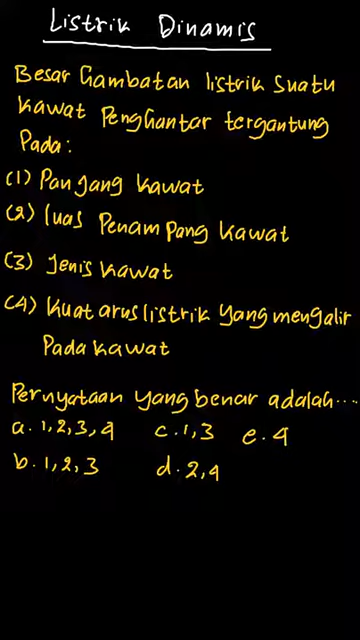 Listrik Dinamis
Besar Hambatan listrik suatu
kawat Penghantar tergantung
Pada:
(1) Panjang kawat
(2) luas Penampang kawat
(3) Jenis kawat
(4) Kuat arus listrik yang mengalir
Pada kawat
Pernyataan yang benar adalah...
a. 1, 2, 3, 4 c. 1, 3 e. 4
b. 1, 2, 3 d. 2, 4